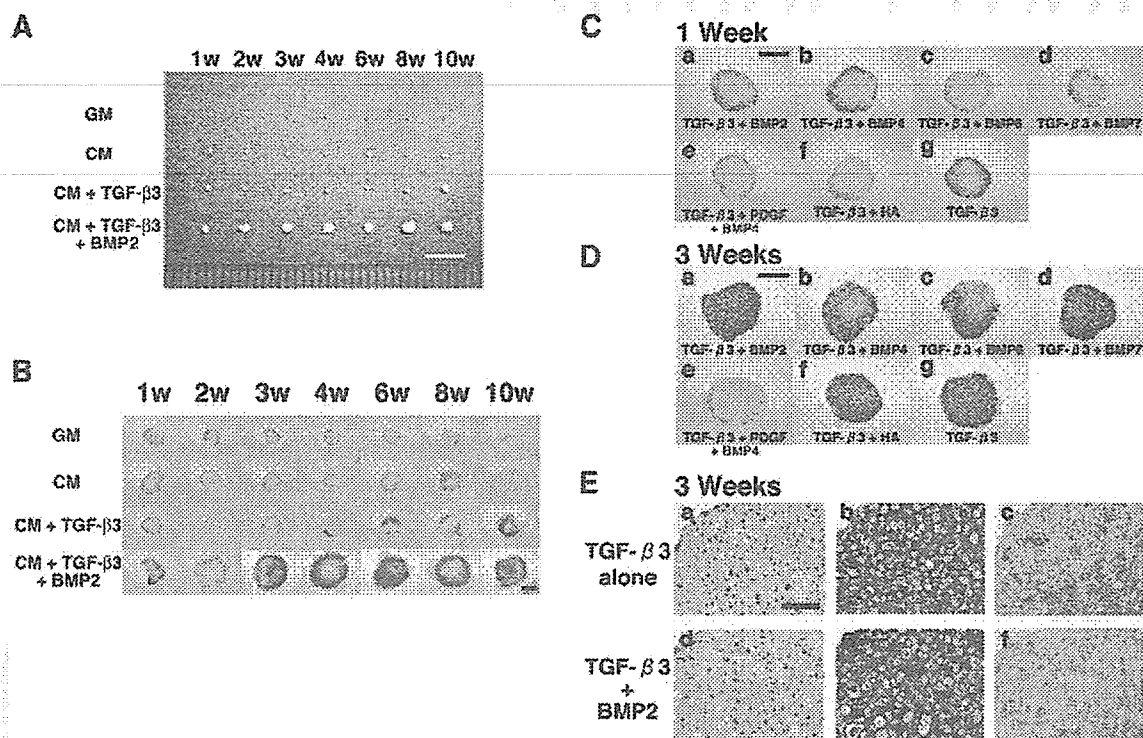 A
1w 2w 3w 4w 6w 8w 10w
GM
CM
CM + TGF-β3
CM + TGF-β3
+ BMP2
B
1w 2w 3w 4w 6w 8w 10w
GM
CM
CM + TGF-β3
CM + TGF-β3
+ BMP2
C
1 Week
a b c d
TGF-β3 + BMP2 TGF-β3 + BMP4 TGF-β3 + BMP6 TGF-β3 + BMP7
e f g
TGF-β3 + PDGF TGF-β3 + HA TGF-β3
+ BMP4
D
3 Weeks
a b c d
TGF-β3 + BMP2 TGF-β3 + BMP4 TGF-β3 + BMP6 TGF-β3 + BMP7
e f g
TGF-β3 + PDGF TGF-β3 + HA TGF-β3
+ BMP4
E
3 Weeks
a b c
TGF-β3
alone
d f
TGF-β3
+
BMP2